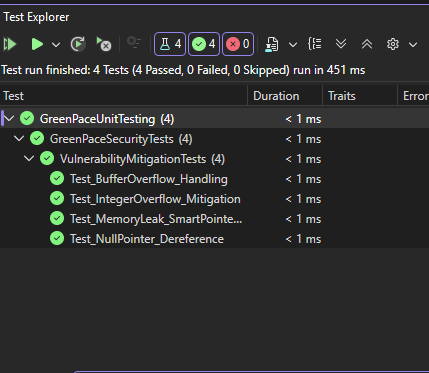 Test Explorer
4 4 0
Test run finished: 4 Tests (4 Passed, 0 Failed, 0 Skipped) run in 451 ms
Test Duration Traits Error
GreenPaceUnitTesting (4) < 1 ms
GreenPaceSecurityTests (4) < 1 ms
VulnerabilityMitigationTests (4) < 1 ms
Test_BufferOverflow_Handling < 1 ms
Test_IntegerOverflow_Mitigation < 1 ms
Test_MemoryLeak_SmartPointe... < 1 ms
Test_NullPointer_Dereference < 1 ms